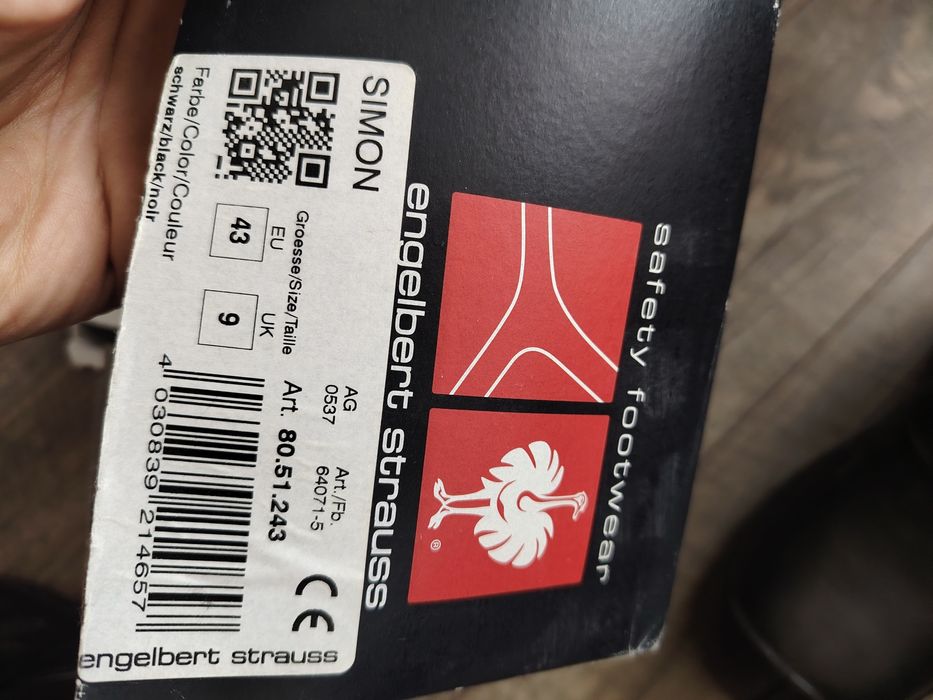 safety footwear
®
engelbert strauss
SIMON
Groesse/Size/Taille
EU
UK
43
9
Farbe/Color/Couleur
schwarz/black/noir
AG
0537
Art./Fb.
64071-5
Art. 80.51.243
CE
4 030839 214657
engelbert strauss